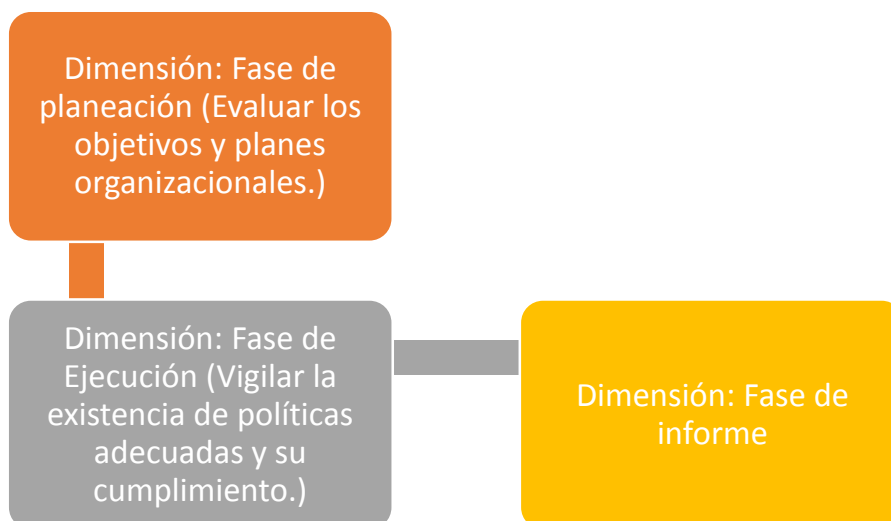 Dimensión: Fase de
planeación (Evaluar los
objetivos y planes
organizacionales.)
Dimensión: Fase de
Ejecución (Vigilar la
existencia de políticas
adecuadas y su
cumplimiento.)
Dimensión: Fase de
informe